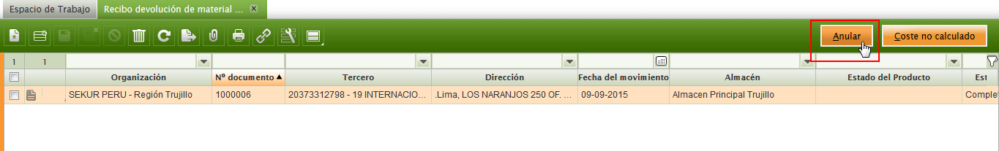 Espacio de Trabajo Recibo devolución de material ...
Anular Coste no calculado
1 1
Organización Nº documento Tercero Dirección Fecha del movimiento Almacén Estado del Producto Est
SEKUR PERU - Región Trujillo 1000006 20373312798 - 19 INTERNACIO... .Lima, LOS NARANJOS 250 OF. ... 09-09-2015 Almacen Principal Trujillo Complet